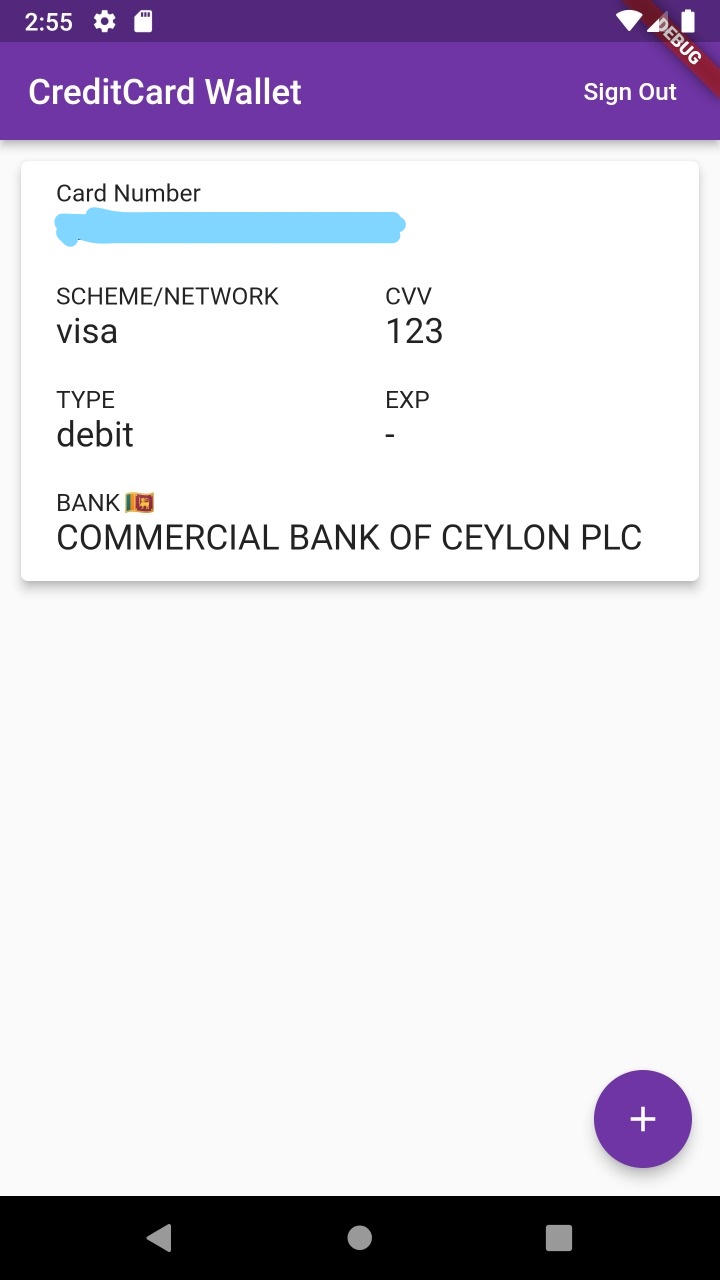 2:55
DEBUG
CreditCard Wallet Sign Out
Card Number
SCHEME/NETWORK CVV
visa 123
TYPE EXP
debit -
BANK 🇱🇰
COMMERCIAL BANK OF CEYLON PLC
+